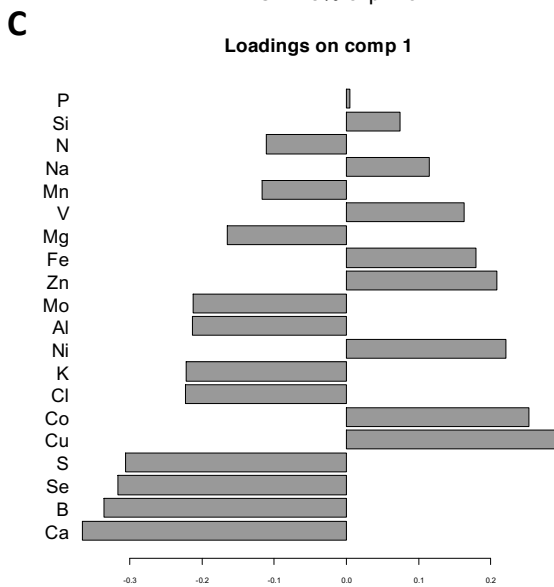 C
Loadings on comp 1
P
Si
N
Na
Mn
V
Mg
Fe
Zn
Mo
Al
Ni
K
Cl
Co
Cu
S
Se
B
Ca
-0.3 -0.2 -0.1 0.0 0.1 0.2